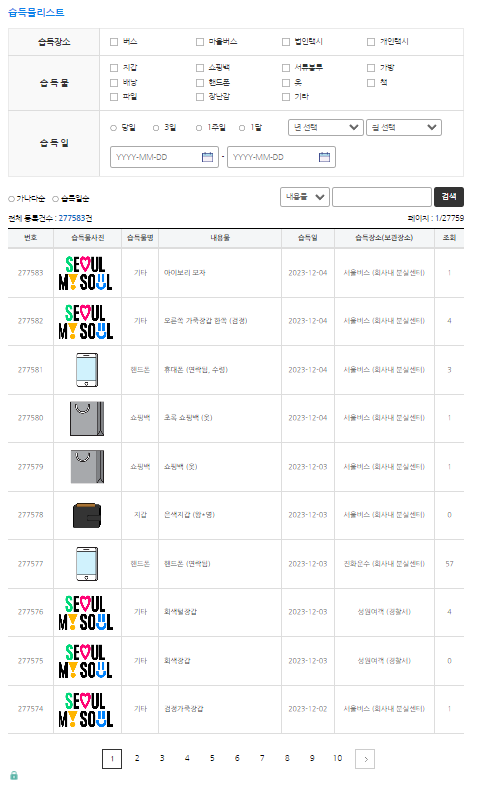 습득물리스트
습득장소 버스 마을버스 법인택시 개인택시
습 득 물 지갑 쇼핑백 서류봉투 가방
배낭 핸드폰 옷 책
파일 장난감 기타
습 득 일 당일 3일 1주일 1달 년 선택 월 선택
YYYY-MM-DD - YYYY-MM-DD
가나다순 습득일순 내용물 검색
전체 등록건수 : 277583건 페이지 : 1/27759
번호 습득물사진 습득물명 내용물 습득일 습득장소(보관장소) 조회
277583 SEOUL MY SOUL 기타 아이보리 모자 2023-12-04 서울버스 (회사내 분실센터) 1
277582 SEOUL MY SOUL 기타 오른쪽 가죽장갑 한쪽 (검정) 2023-12-04 서울버스 (회사내 분실센터) 4
277581 핸드폰 휴대폰 (연락됨, 수령) 2023-12-04 서울버스 (회사내 분실센터) 3
277580 쇼핑백 초록 쇼핑백 (옷) 2023-12-04 서울버스 (회사내 분실센터) 1
277579 쇼핑백 쇼핑백 (옷) 2023-12-03 서울버스 (회사내 분실센터) 1
277578 지갑 2023-12-03 서울버스 (회사내 분실센터) 0
277577 핸드폰 핸드폰 (연락됨) 2023-12-03 진화운수 (회사내 분실센터) 57
277576 SEOUL MY SOUL 기타 회색털장갑 2023-12-03 성원여객 (경찰서) 4
277575 SEOUL MY SOUL 기타 회색장갑 2023-12-03 성원여객 (경찰서) 0
277574 SEOUL MY SOUL 기타 검정가죽장갑 2023-12-02 서울버스 (회사내 분실센터) 1
1 2 3 4 5 6 7 8 9 10 >